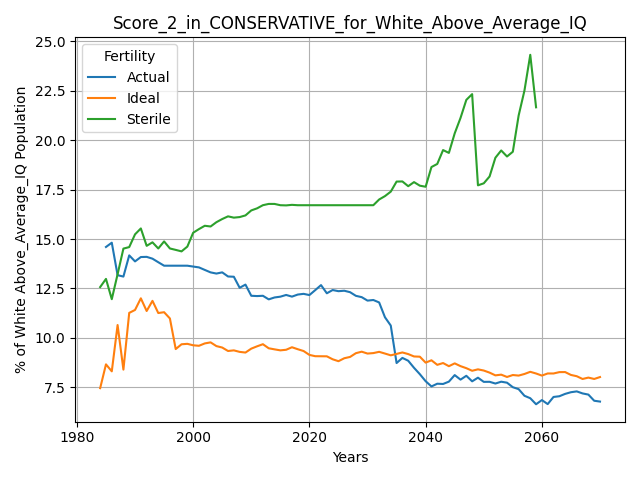 Score_2_in_CONSERVATIVE_for_White_Above_Average_IQ
% of White Above_Average_IQ Population
25.0
22.5
20.0
17.5
15.0
12.5
10.0
7.5
Fertility
Actual
Ideal
Sterile
1980
2000
2020
2040
2060
Years